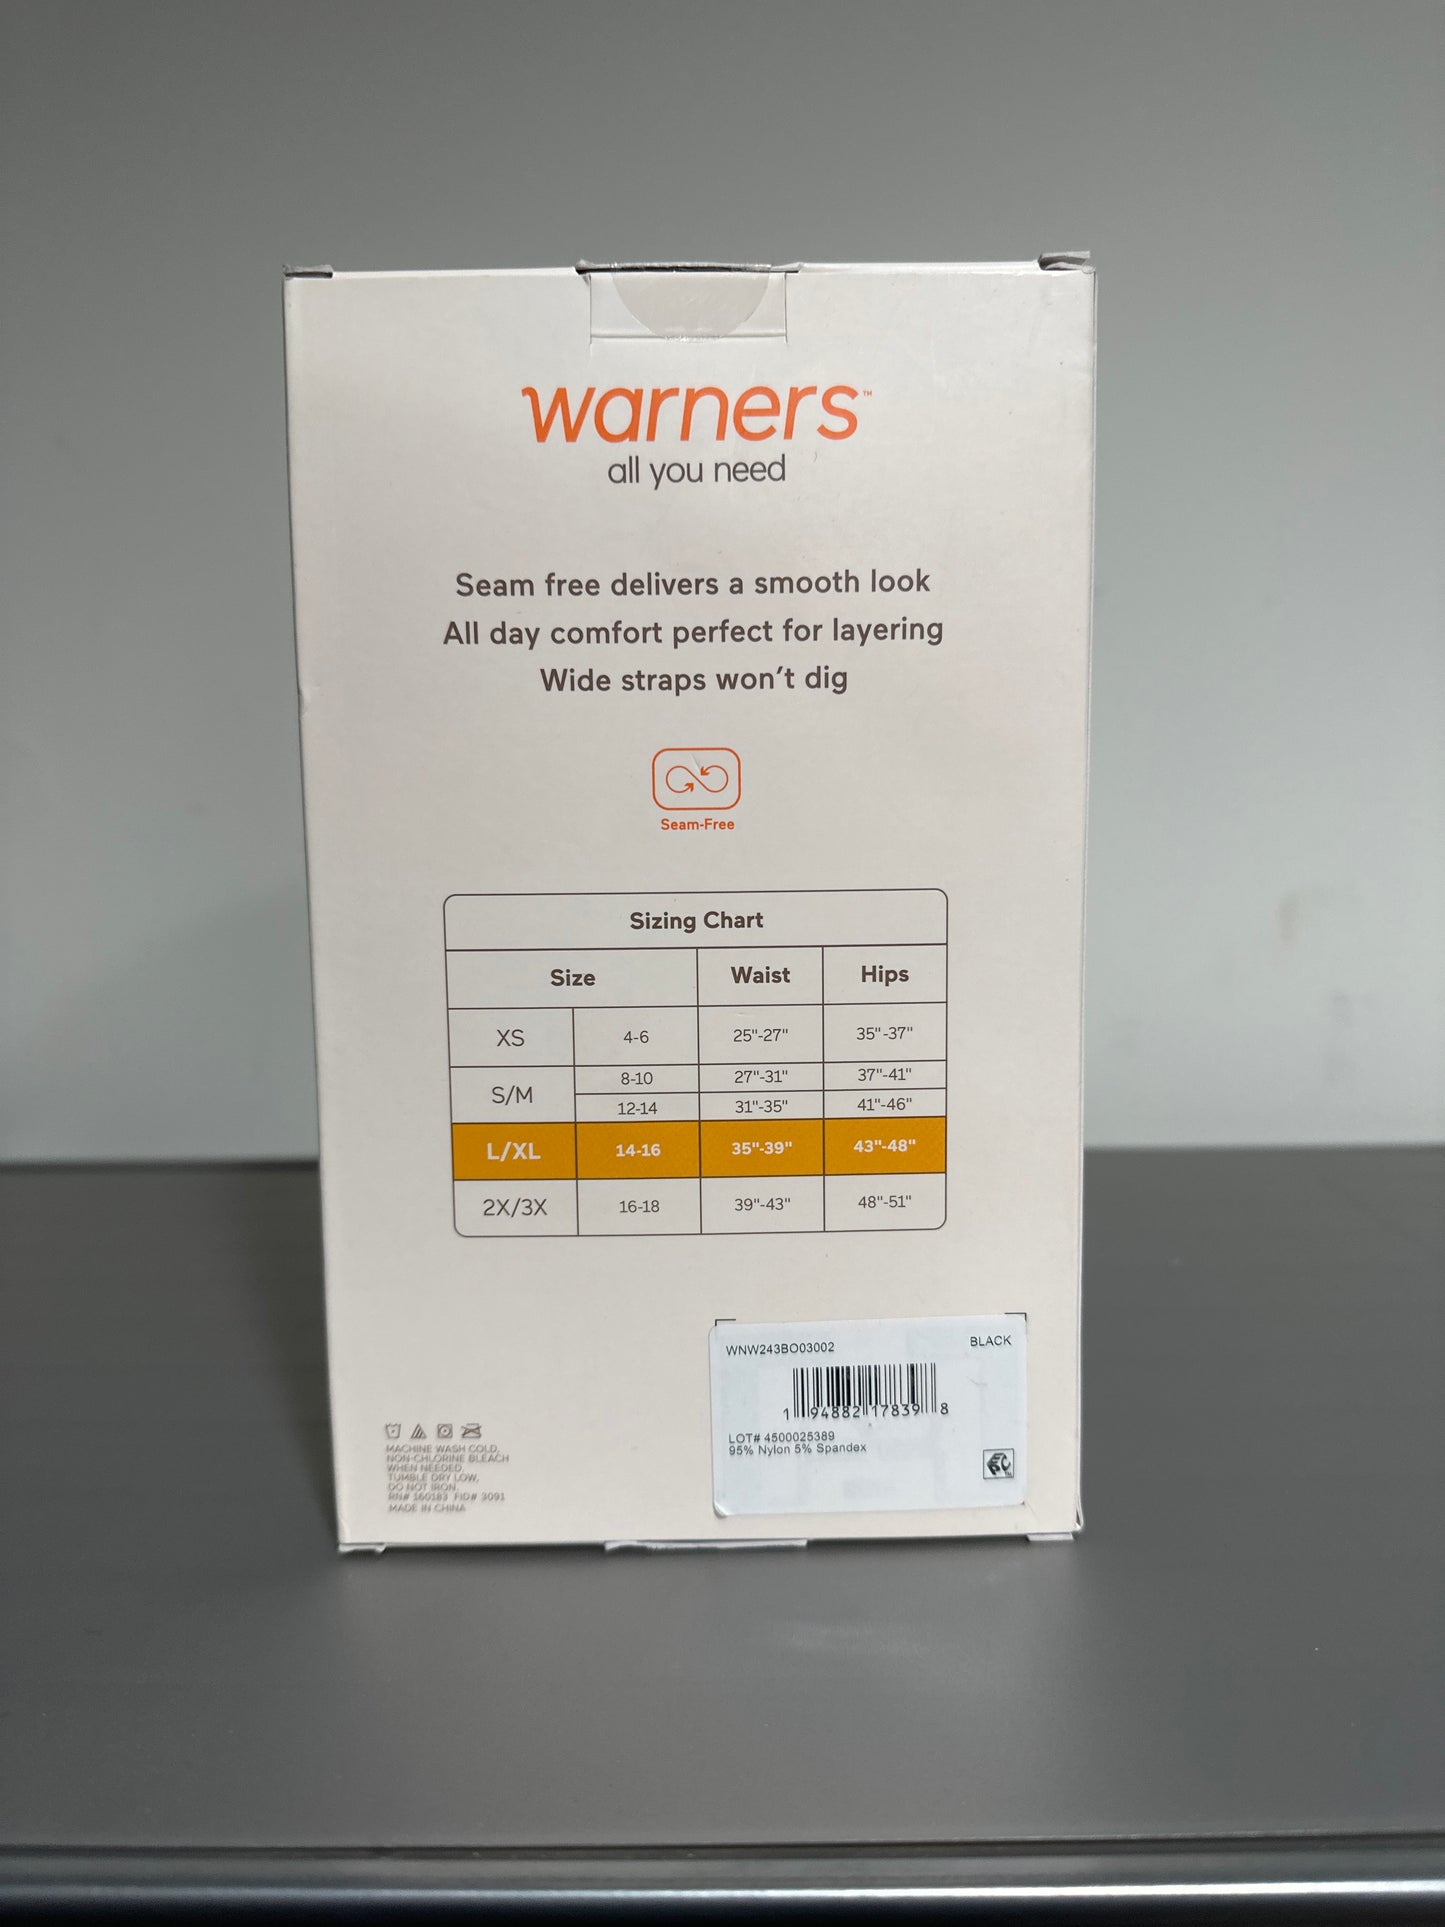 warners™
all you need
Seam free delivers a smooth look
All day comfort perfect for layering
Wide straps won't dig
Seam-Free
Sizing Chart
Size Waist Hips
XS 4-6 25"-27" 35"-37"
S/M 8-10 27"-31" 37"-41"
12-14 31"-35" 41"-46"
L/XL 14-16 35"-39" 43"-48"
2X/3X 16-18 39"-43" 48"-51"
WNW243BO03002 BLACK
1 94882 17839 8
LOT# 4500025389
95% Nylon 5% Spandex
MACHINE WASH COLD,
NON-CHLORINE BLEACH
WHEN NEEDED,
TUMBLE DRY LOW,
DO NOT IRON.
RN# 160183 FID# 3091
MADE IN CHINA